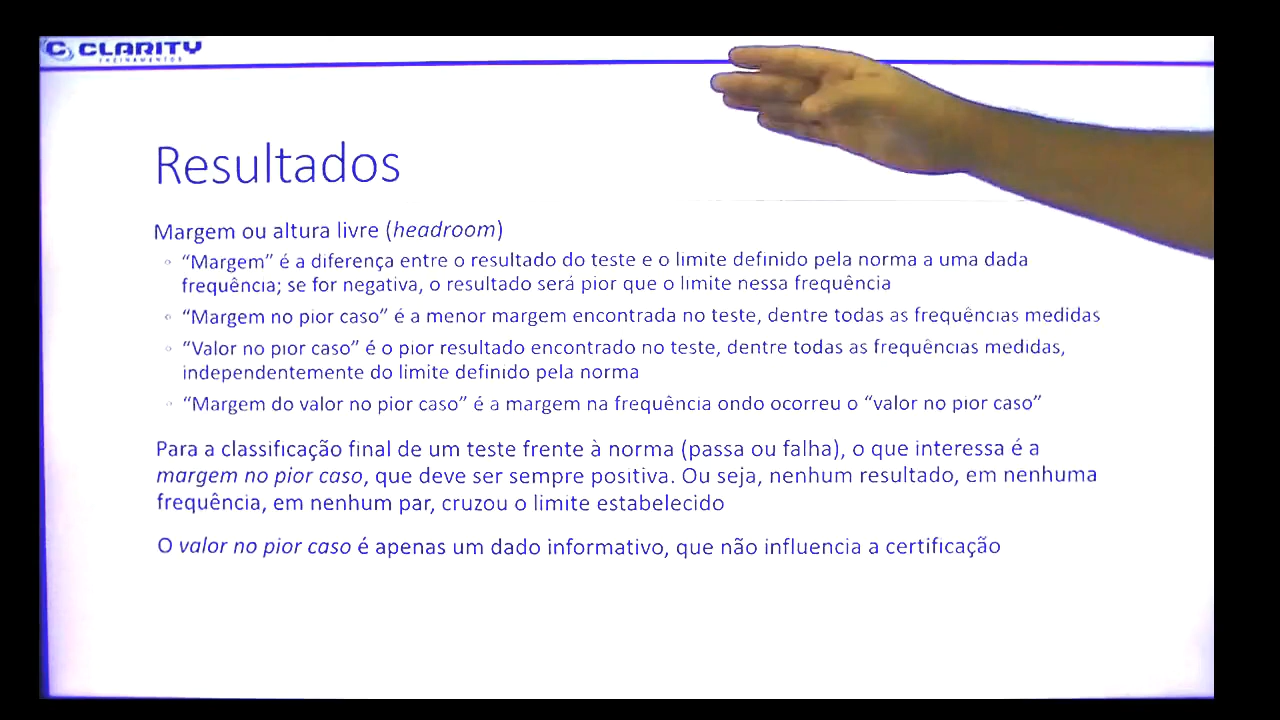 CLARITY
TREINAMENTOS
Resultados
Margem ou altura livre (headroom)
“Margem” é a diferença entre o resultado do teste e o limite definido pela norma a uma dada
frequência; se for negativa, o resultado será pior que o limite nessa frequência
“Margem no pior caso” é a menor margem encontrada no teste, dentre todas as frequências medidas
“Valor no pior caso” é o pior resultado encontrado no teste, dentre todas as frequências medidas,
independentemente do limite definido pela norma
“Margem do valor no pior caso” é a margem na frequência ondo ocorreu o “valor no pior caso”
Para a classificação final de um teste frente à norma (passa ou falha), o que interessa é a
margem no pior caso, que deve ser sempre positiva. Ou seja, nenhum resultado, em nenhuma
frequência, em nenhum par, cruzou o limite estabelecido
O valor no pior caso é apenas um dado informativo, que não influencia a certificação